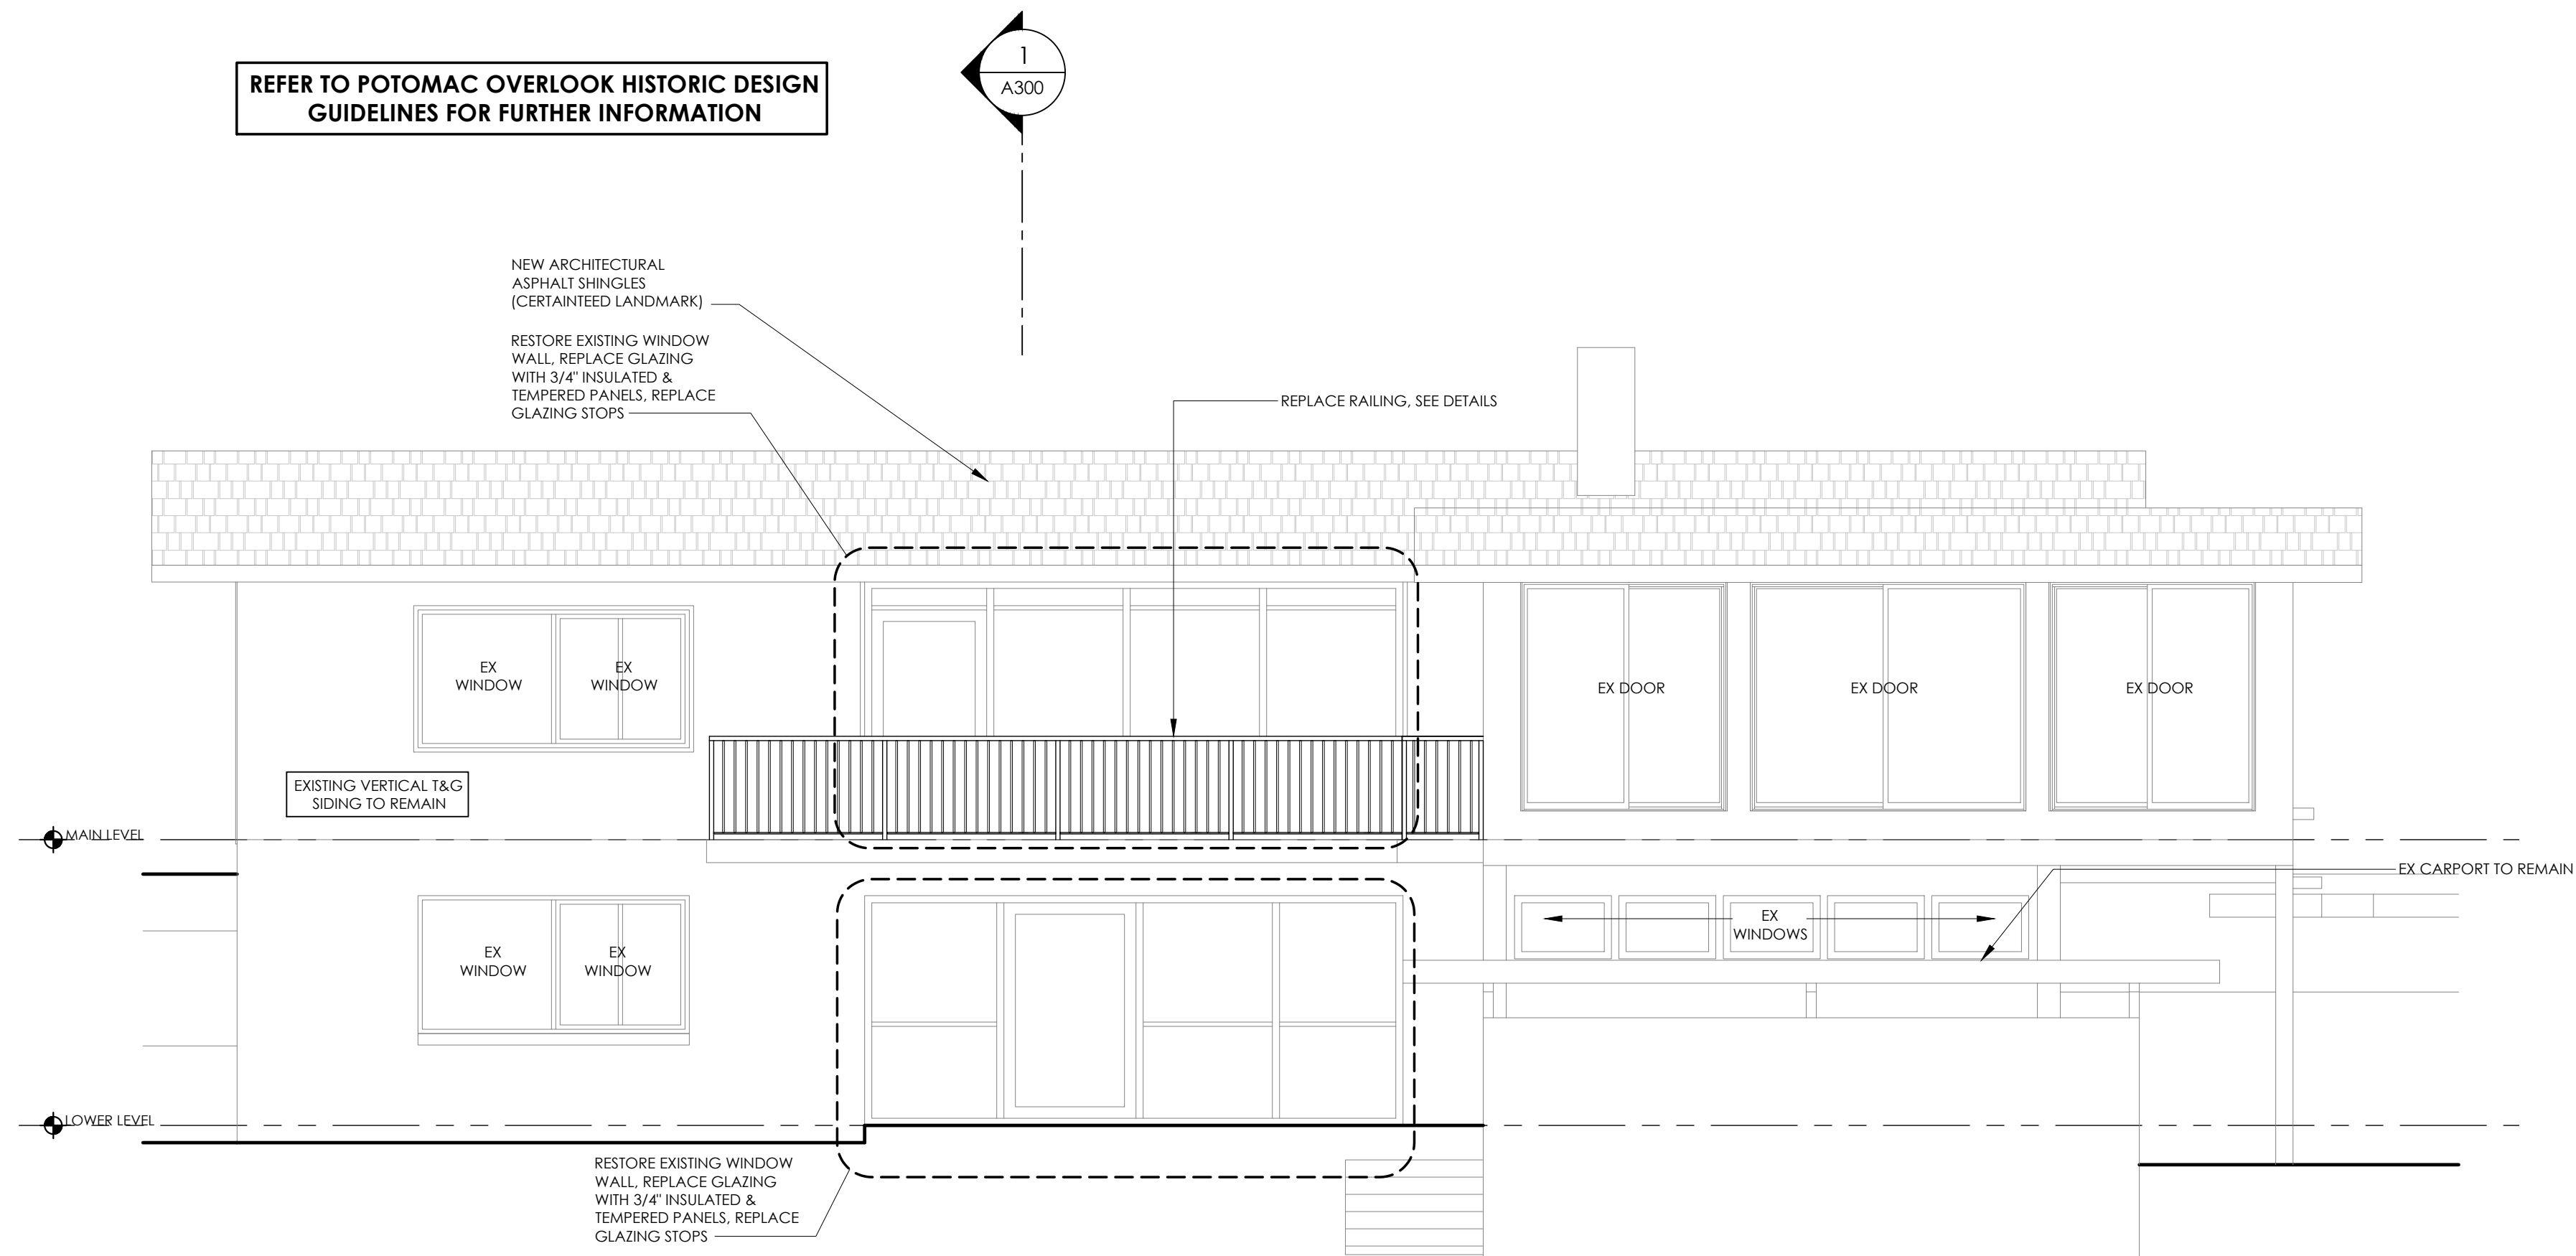 REFER TO POTOMAC OVERLOOK HISTORIC DESIGN
GUIDELINES FOR FURTHER INFORMATION
1
A300
NEW ARCHITECTURAL
ASPHALT SHINGLES
(CERTAINTEED LANDMARK)
RESTORE EXISTING WINDOW
WALL, REPLACE GLAZING
WITH 3/4" INSULATED &
TEMPERED PANELS, REPLACE
GLAZING STOPS
REPLACE RAILING, SEE DETAILS
EX
WINDOW
EX
WINDOW
EX DOOR
EX DOOR
EX DOOR
EXISTING VERTICAL T&G
SIDING TO REMAIN
MAIN LEVEL
EX CARPORT TO REMAIN
EX
WINDOWS
EX
WINDOW
EX
WINDOW
LOWER LEVEL
RESTORE EXISTING WINDOW
WALL, REPLACE GLAZING
WITH 3/4" INSULATED &
TEMPERED PANELS, REPLACE
GLAZING STOPS